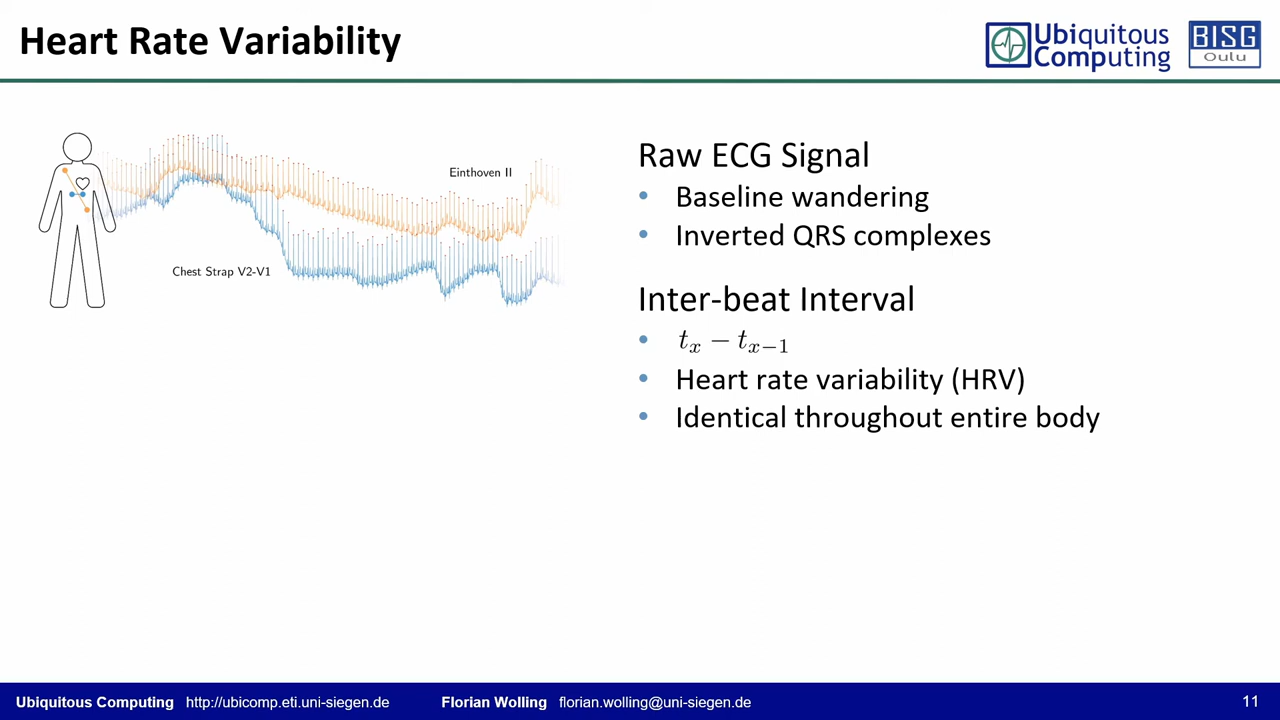 Heart Rate Variability
Ubiquitous
Computing
BISG
Oulu
Einthoven II
Chest Strap V2-V1
Raw ECG Signal
• Baseline wandering
• Inverted QRS complexes
Inter-beat Interval
• tₓ − tₓ₋₁
• Heart rate variability (HRV)
• Identical throughout entire body
Ubiquitous Computing http://ubicomp.eti.uni-siegen.de Florian Wolling florian.wolling@uni-siegen.de 11